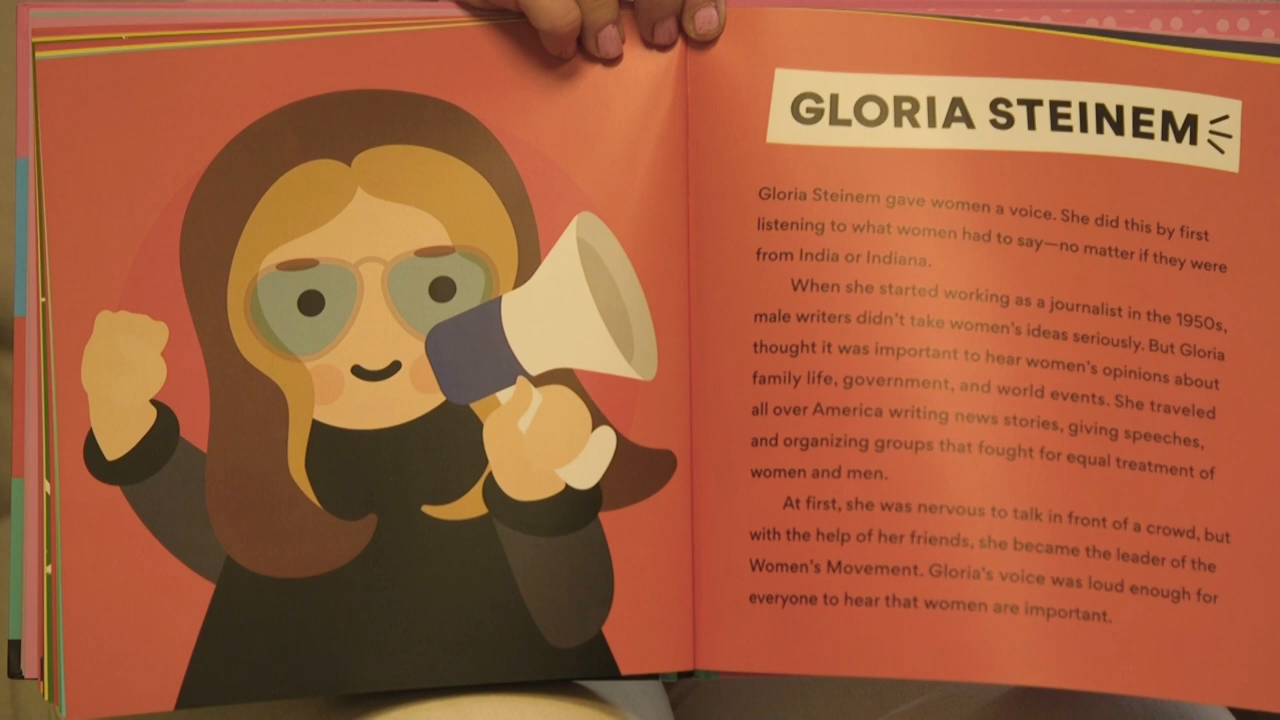 GLORIA STEINEM
Gloria Steinem gave women a voice. She did this by first
listening to what women had to say—no matter if they were
from India or Indiana.
When she started working as a journalist in the 1950s,
male writers didn't take women's ideas seriously. But Gloria
thought it was important to hear women's opinions about
family life, government, and world events. She traveled
all over America writing news stories, giving speeches,
and organizing groups that fought for equal treatment of
women and men.
At first, she was nervous to talk in front of a crowd, but
with the help of her friends, she became the leader of the
Women's Movement. Gloria's voice was loud enough for
everyone to hear that women are important.